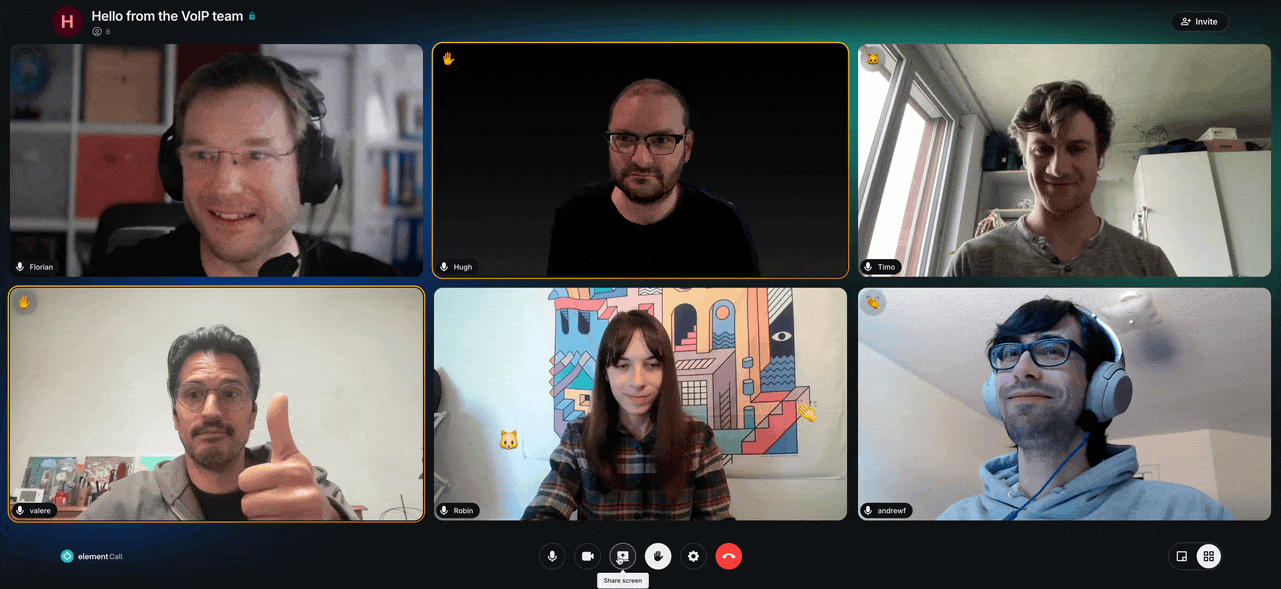 H
Hello from the VoIP team
6
Invite
Florian
Hugh
Timo
valere
Robin
andrewf
element Call
Share screen